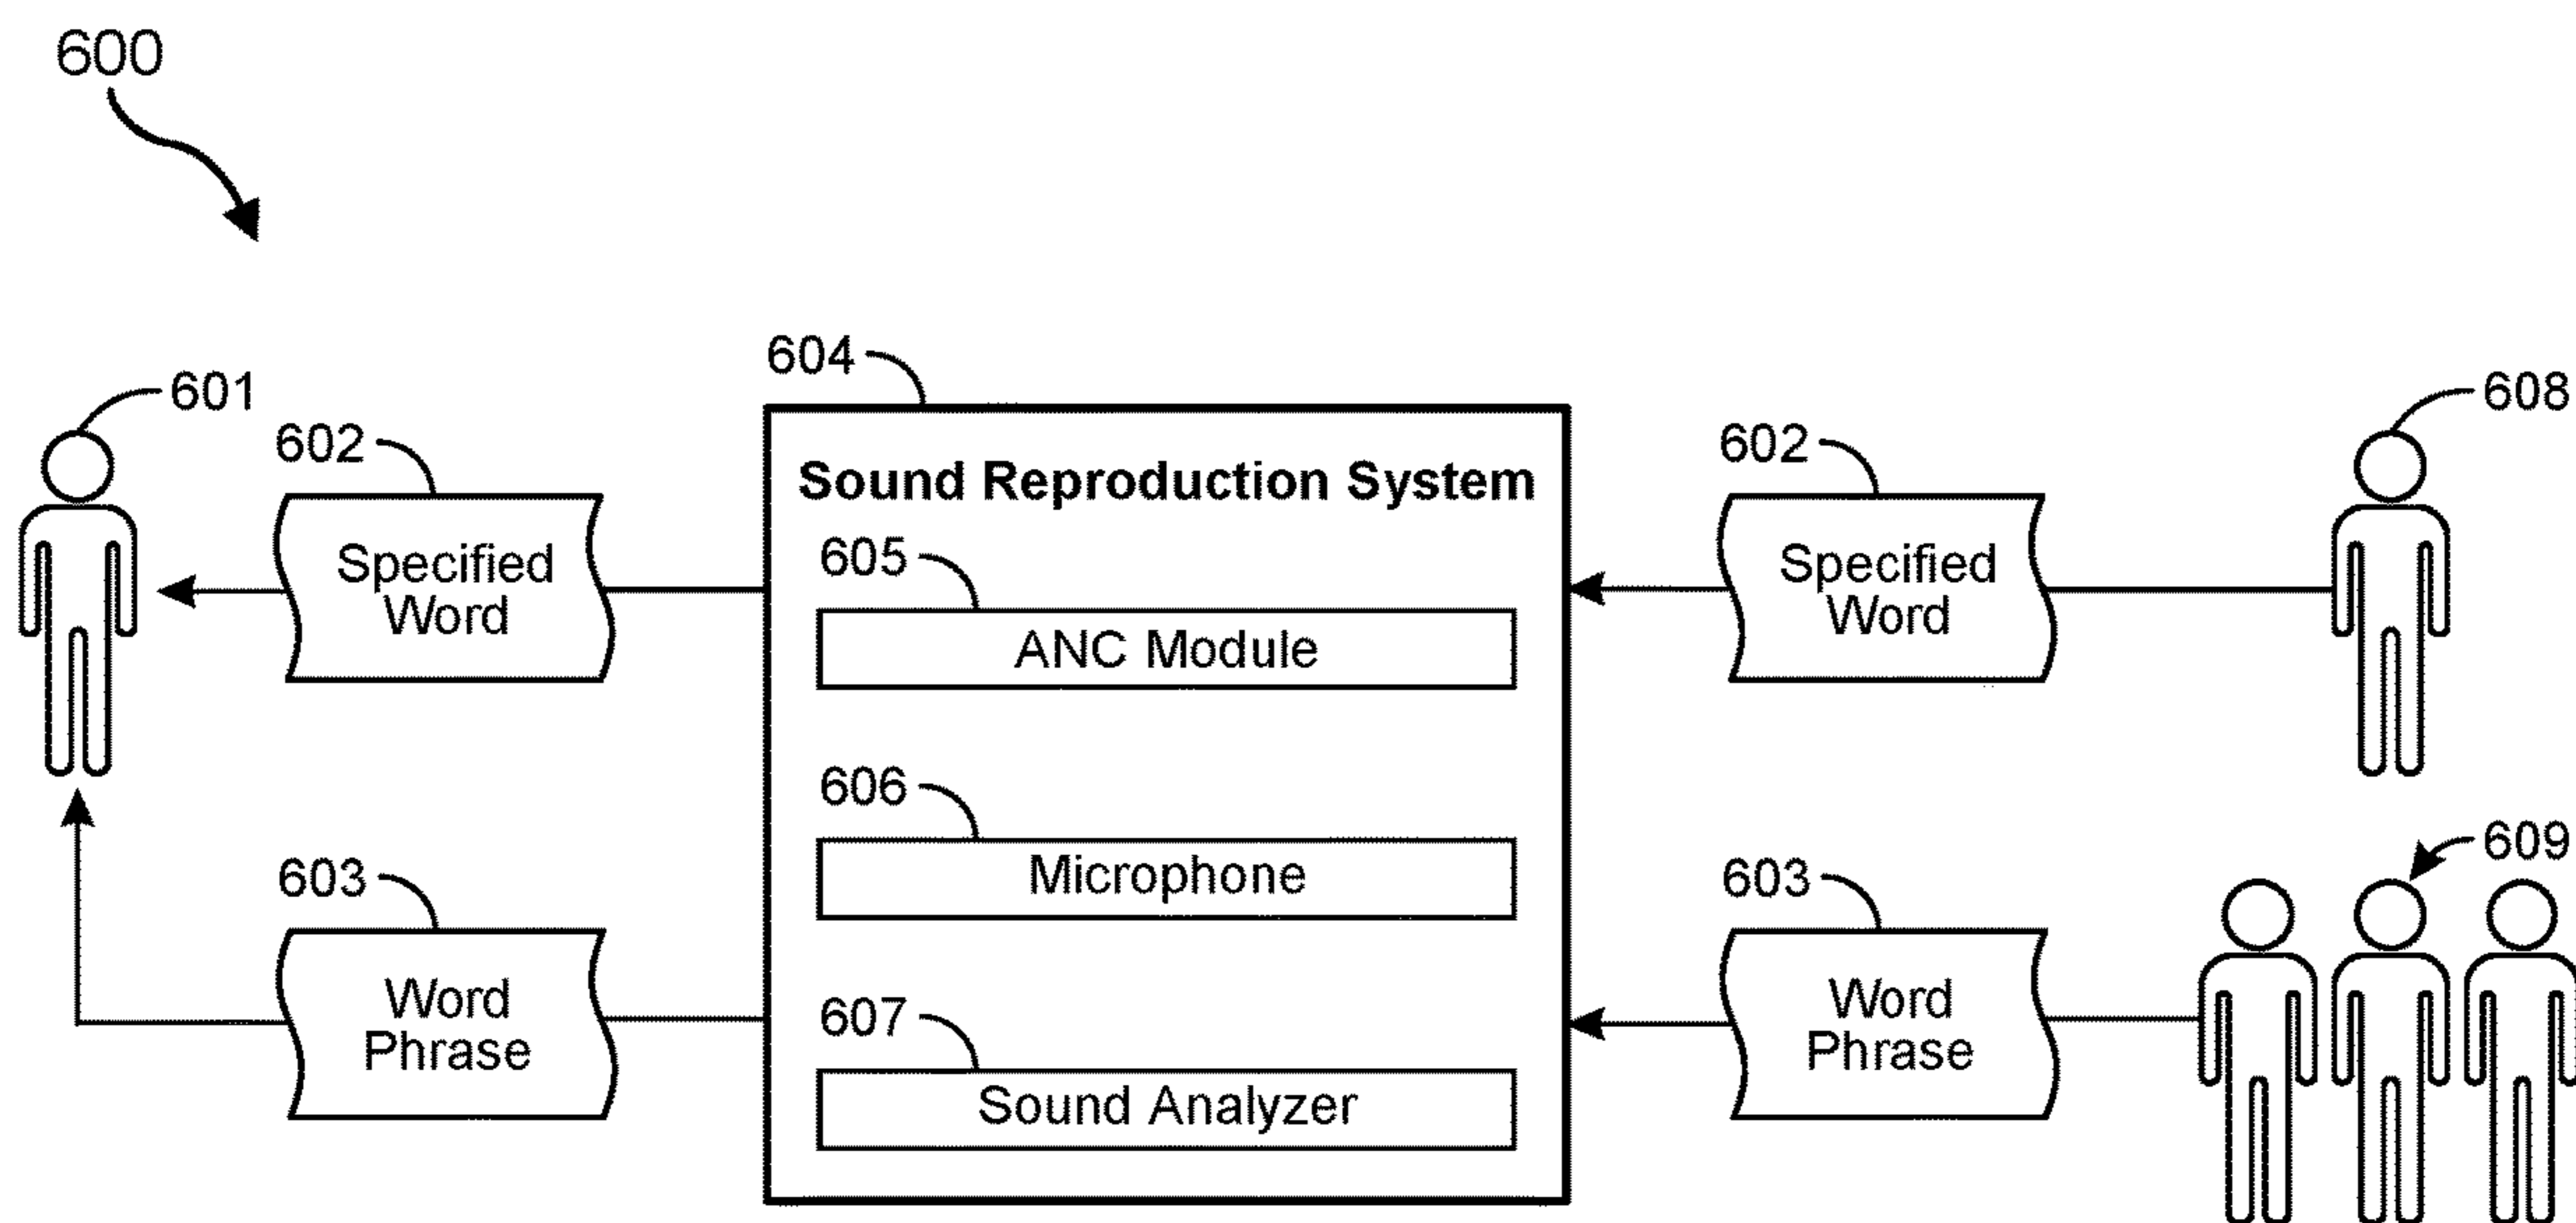 600
604
601
608
602
602
Sound Reproduction System
605
Specified
Word
Specified
Word
ANC Module
606
609
603
603
Microphone
Word
Phrase
Word
Phrase
607
Sound Analyzer